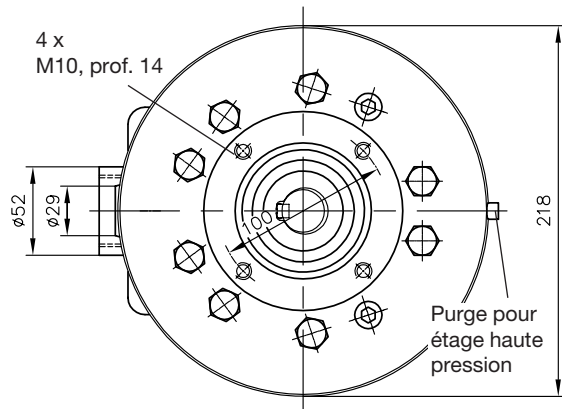 4 x
M10, prof. 14
ø52
ø29
100
218
Purge pour
étage haute
pression